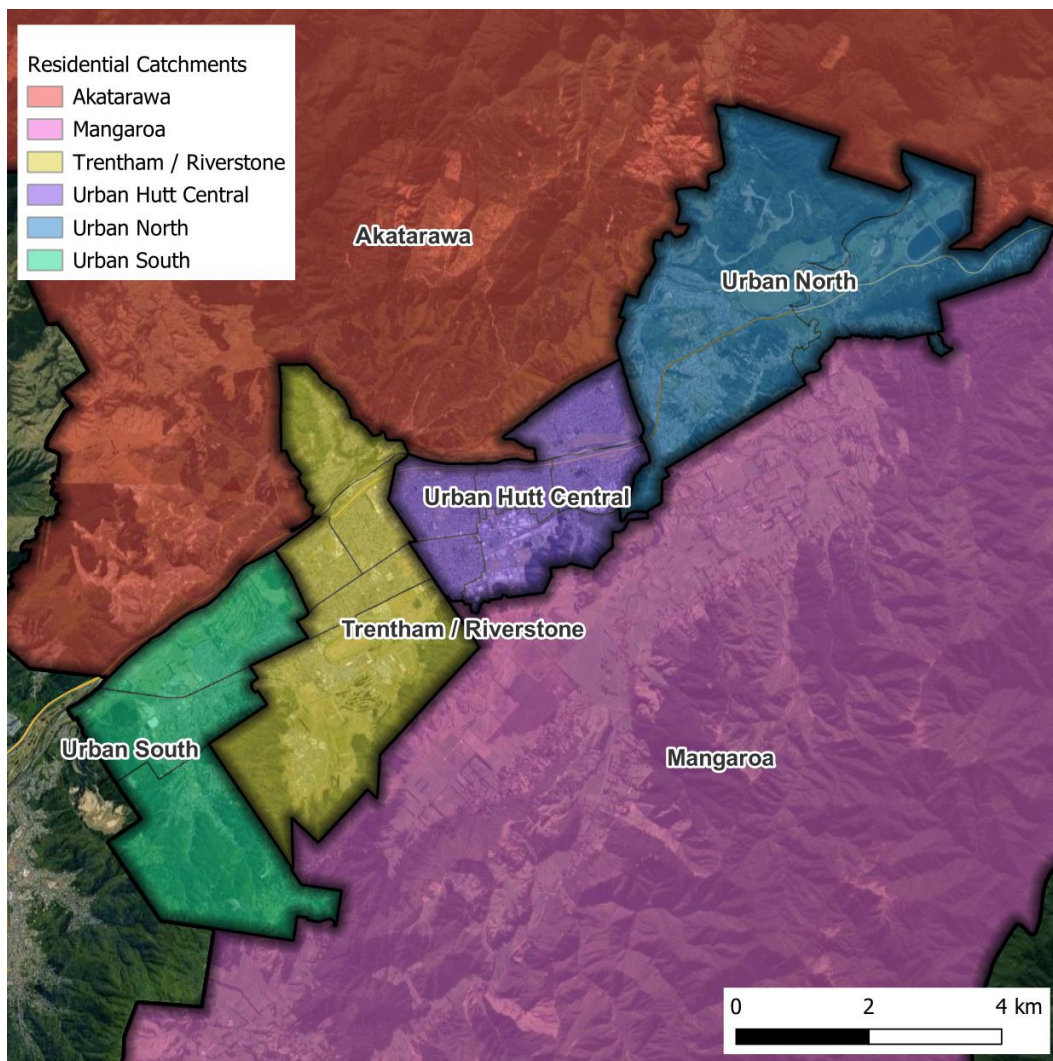 Residential Catchments
Akatarawa
Mangaroa
Trentham / Riverstone
Urban Hutt Central
Urban North
Urban South
Akatarawa
Urban North
Urban Hutt Central
Trentham / Riverstone
Urban South
Mangaroa
0 2 4 km